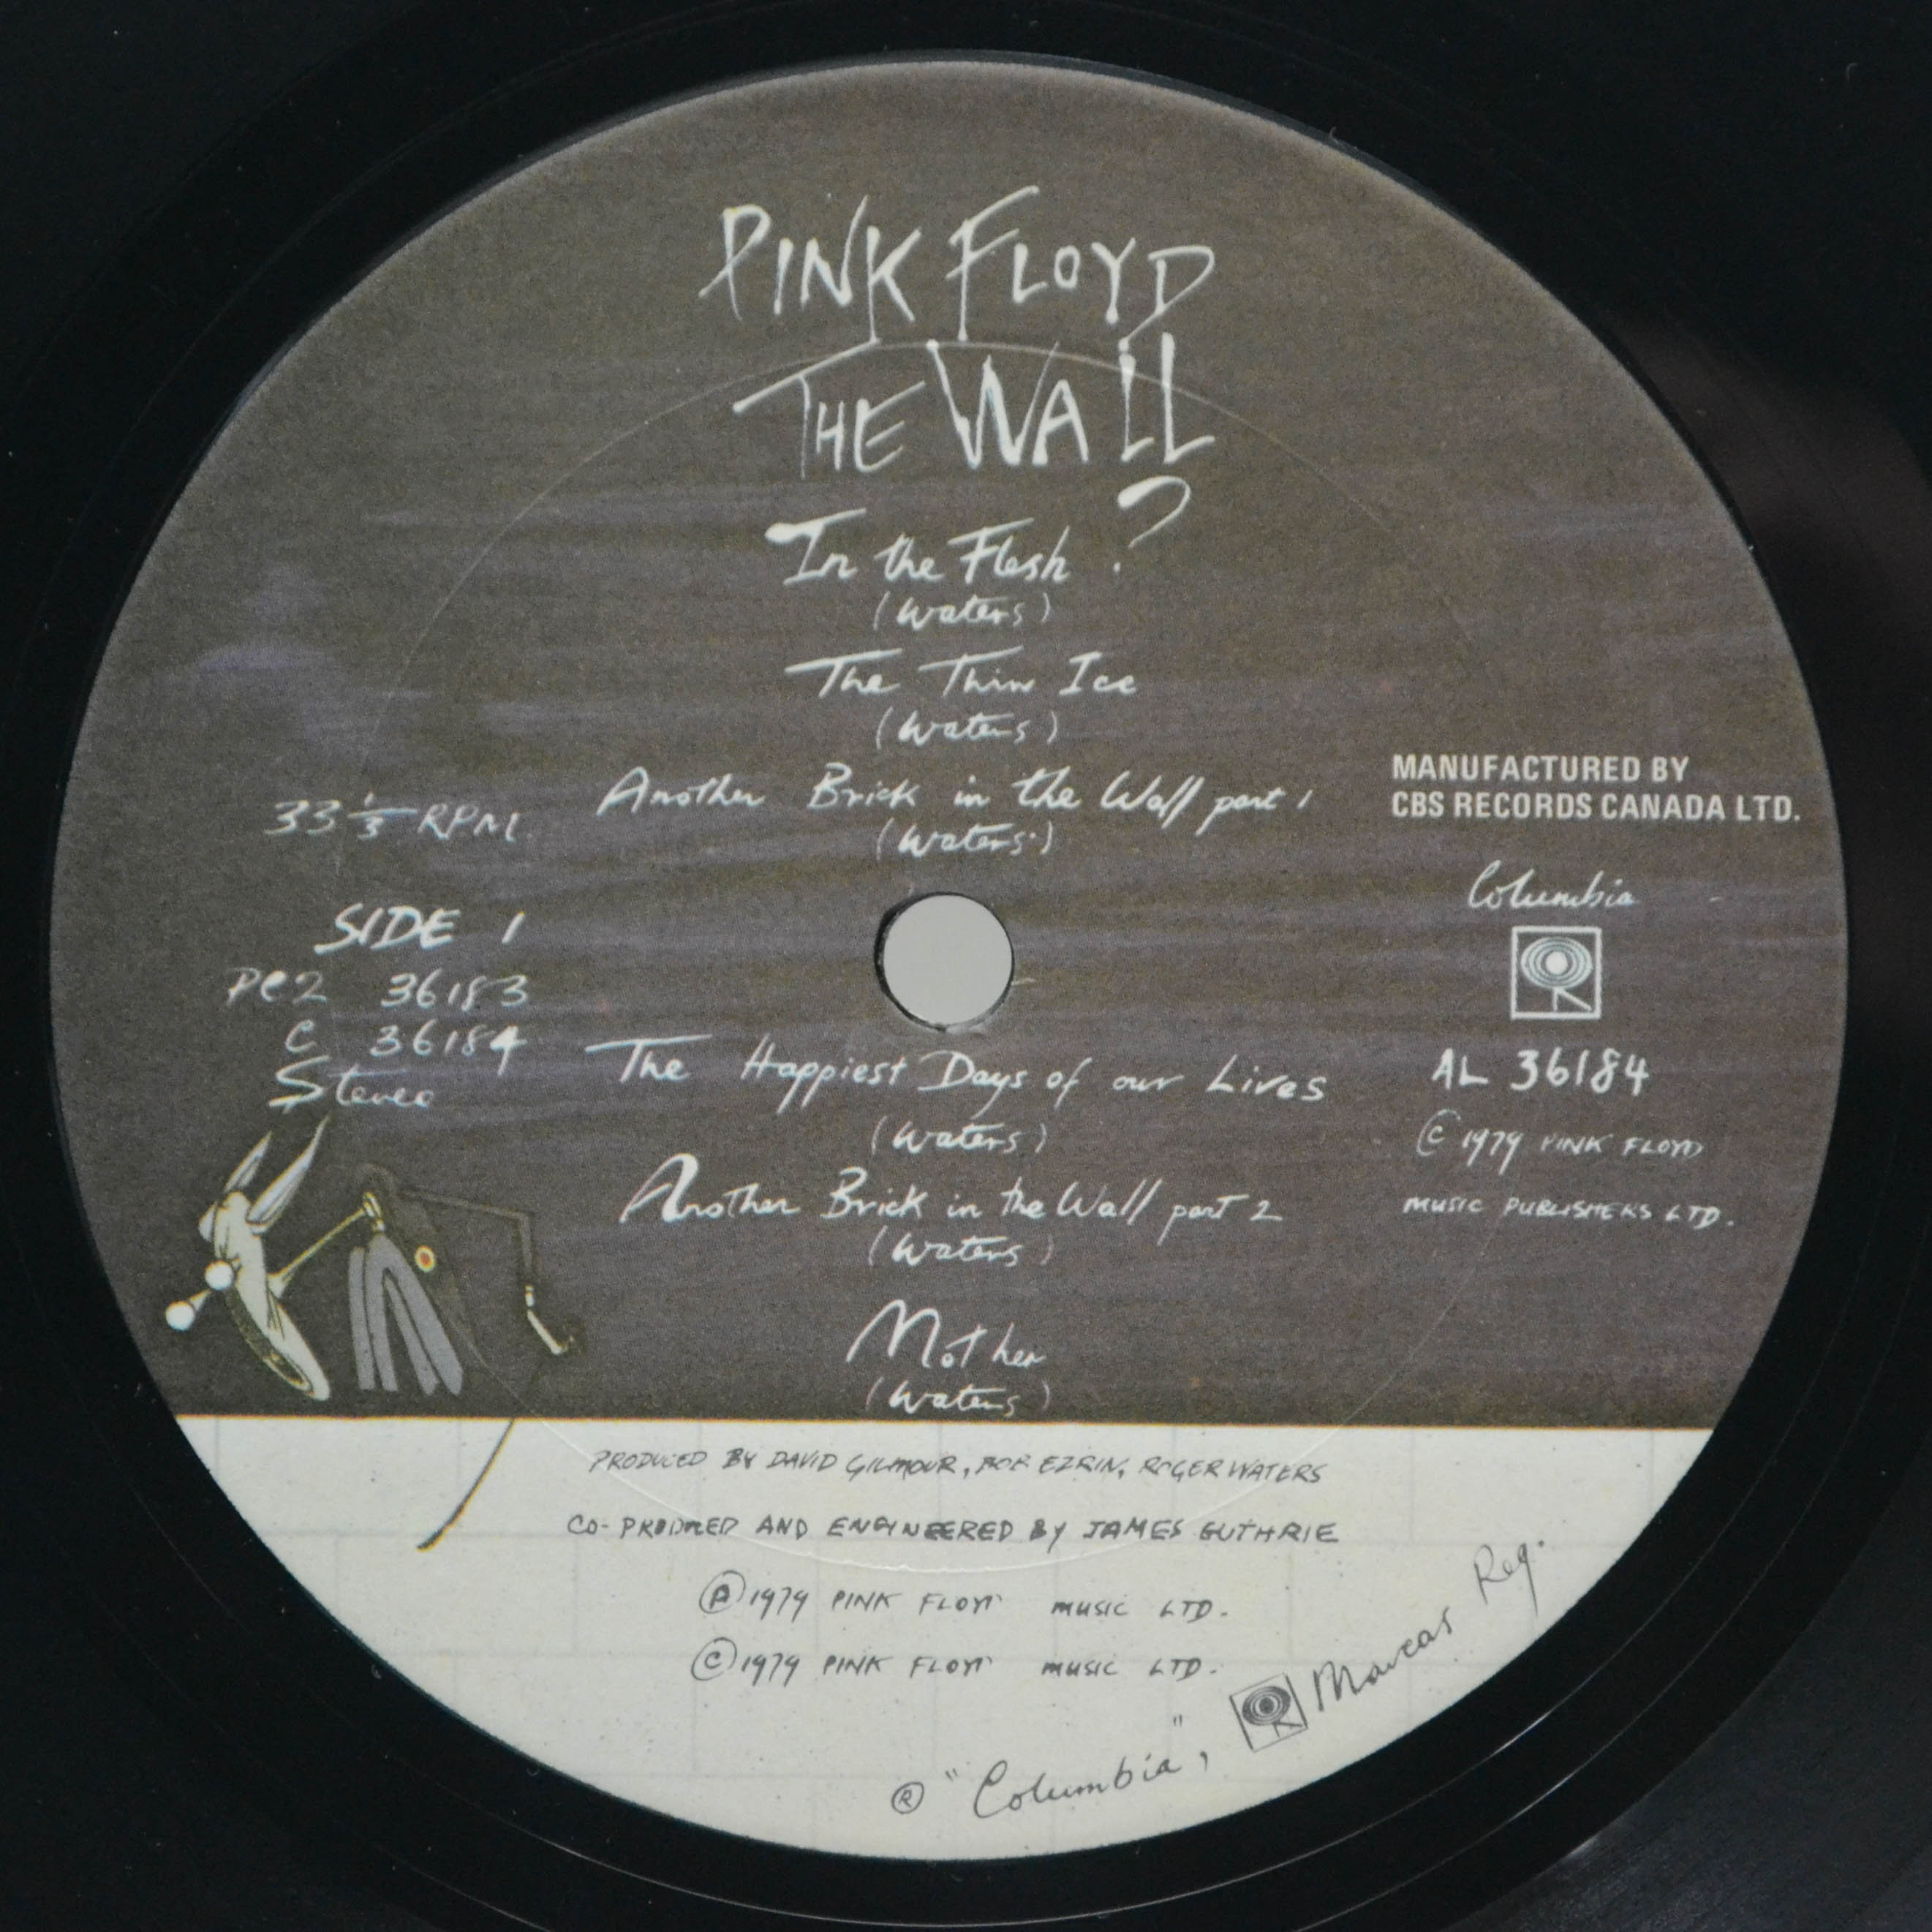 PINK FLOYD
THE WALL
In the Flesh ?
(Waters)
The Thin Ice
(Waters)
Another Brick in the Wall part 1
(Waters)
33 1/3 RPM
SIDE 1
PC2 36183
C 36184
Stereo
MANUFACTURED BY
CBS RECORDS CANADA LTD.
Columbia
AL 36184
© 1979 PINK FLOYD
MUSIC PUBLISHERS LTD.
The Happiest Days of our Lives
(Waters)
Another Brick in the Wall part 2
(Waters)
Mother
(Waters)
PRODUCED BY DAVID GILMOUR, BOB EZRIN, ROGER WATERS
CO-PRODUCED AND ENGINEERED BY JAMES GUTHRIE
℗ 1979 PINK FLOYD MUSIC LTD.
© 1979 PINK FLOYD MUSIC LTD.
® "Columbia", Marcas Reg.